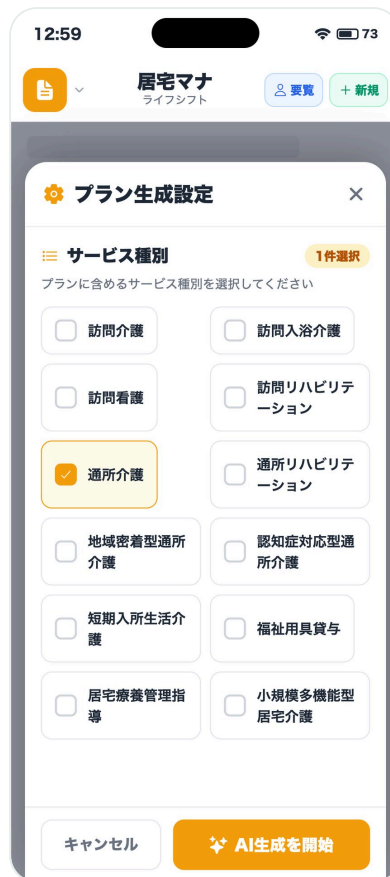 12:59
73
居宅マナ
ライフシフト
要覧
+ 新規
プラン生成設定
サービス種別
1件選択
プランに含めるサービス種別を選択してください
訪問介護
訪問入浴介護
訪問看護
訪問リハビリテ
ーション
通所介護
通所リハビリテ
ーション
地域密着型通所
介護
認知症対応型通
所介護
短期入所生活介
護
福祉用具貸与
居宅療養管理指
導
小規模多機能型
居宅介護
キャンセル
AI生成を開始